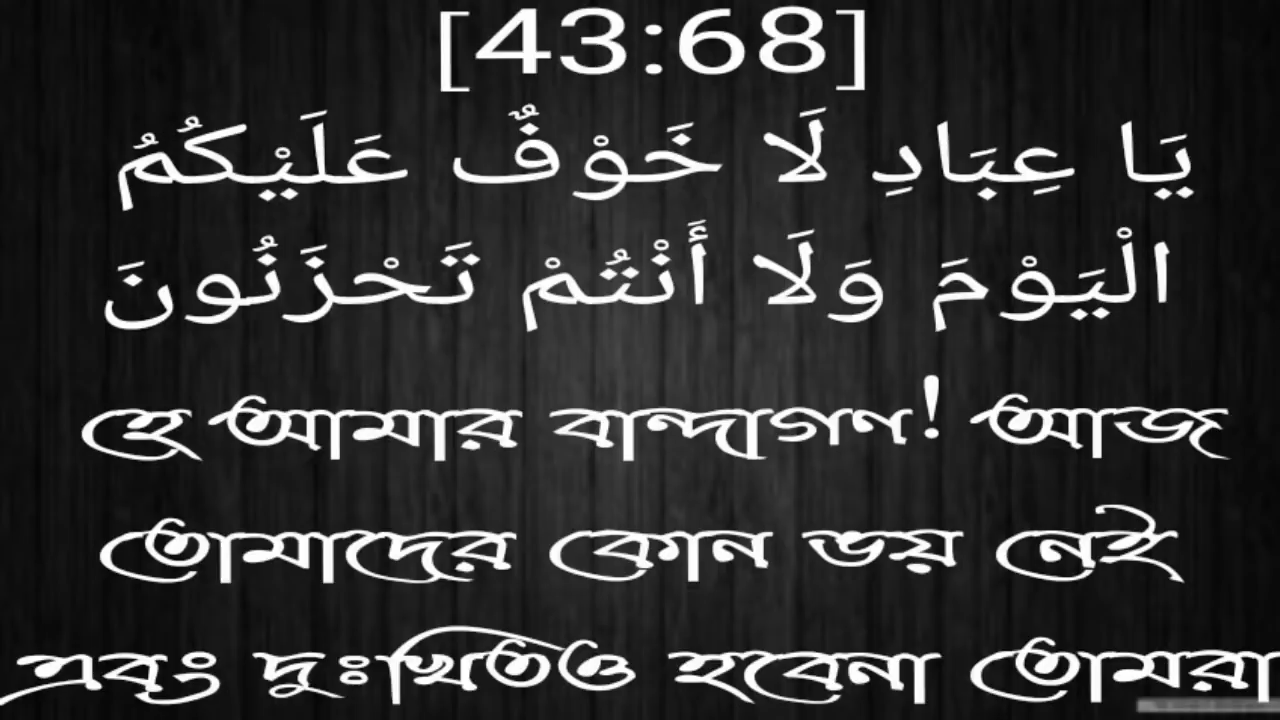 [43:68]
يَا عِبَادِ لَا خَوْفٌ عَلَيْكُمُ
الْيَوْمَ وَلَا أَنْتُمْ تَحْزَنُونَ
হে আমার বান্দাগণ! আজ
তোমাদের কোন ভয় নেই
এবং দুঃখিতও হবেনা তোমরা